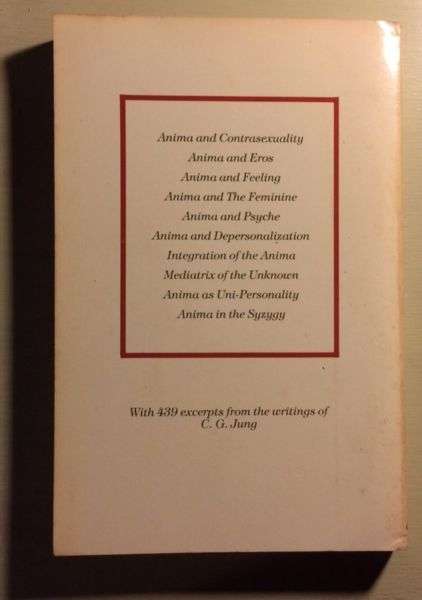 Anima and Contrasexuality
Anima and Eros
Anima and Feeling
Anima and The Feminine
Anima and Psyche
Anima and Depersonalization
Integration of the Anima
Mediatrix of the Unknown
Anima as Uni-Personality
Anima in the Syzygy
With 439 excerpts from the writings of
C. G. Jung